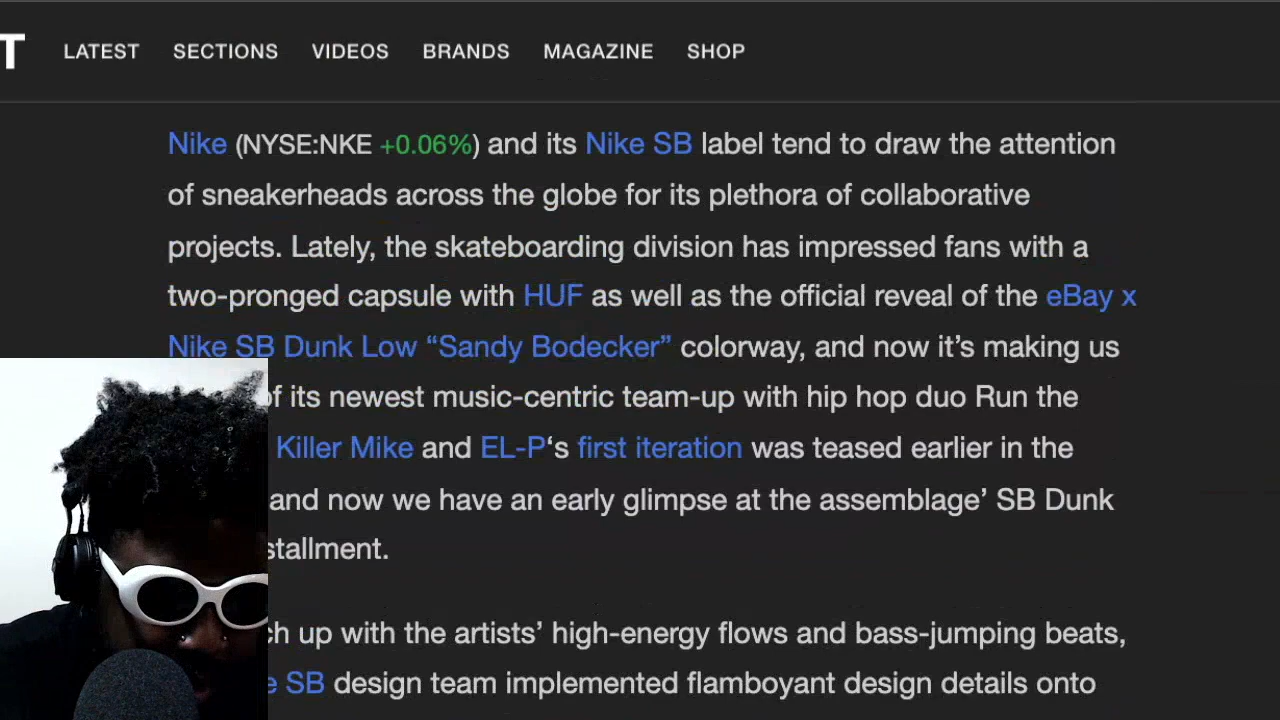 T LATEST SECTIONS VIDEOS BRANDS MAGAZINE SHOP
Nike (NYSE:NKE +0.06%) and its Nike SB label tend to draw the attention
of sneakerheads across the globe for its plethora of collaborative
projects. Lately, the skateboarding division has impressed fans with a
two-pronged capsule with HUF as well as the official reveal of the eBay x
Nike SB Dunk Low “Sandy Bodecker” colorway, and now it’s making us
of its newest music-centric team-up with hip hop duo Run the
Killer Mike and EL-P‘s first iteration was teased earlier in the
and now we have an early glimpse at the assemblage’ SB Dunk
stallment.
ch up with the artists’ high-energy flows and bass-jumping beats,
e SB design team implemented flamboyant design details onto